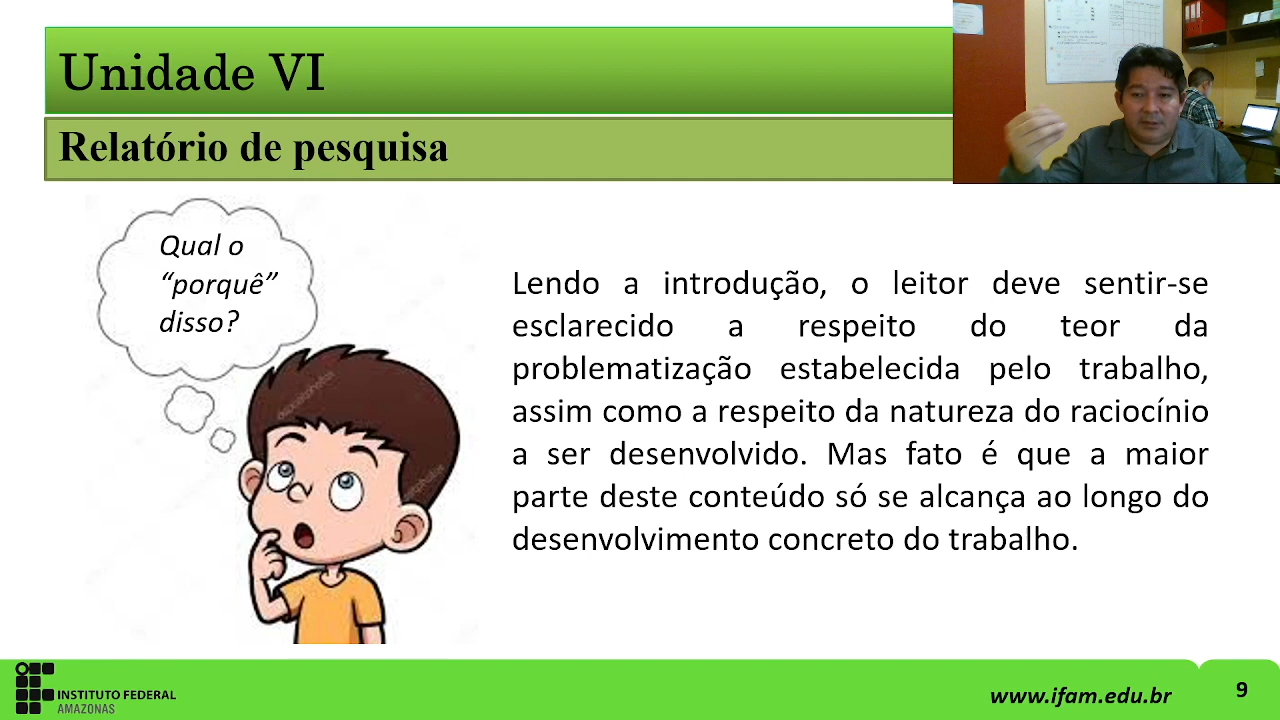 Unidade VI
Relatório de pesquisa
Qual o
“porquê”
disso?
Lendo a introdução, o leitor deve sentir-se
esclarecido a respeito do teor da
problematização estabelecida pelo trabalho,
assim como a respeito da natureza do raciocínio
a ser desenvolvido. Mas fato é que a maior
parte deste conteúdo só se alcança ao longo do
desenvolvimento concreto do trabalho.
INSTITUTO FEDERAL
AMAZONAS
www.ifam.edu.br
9